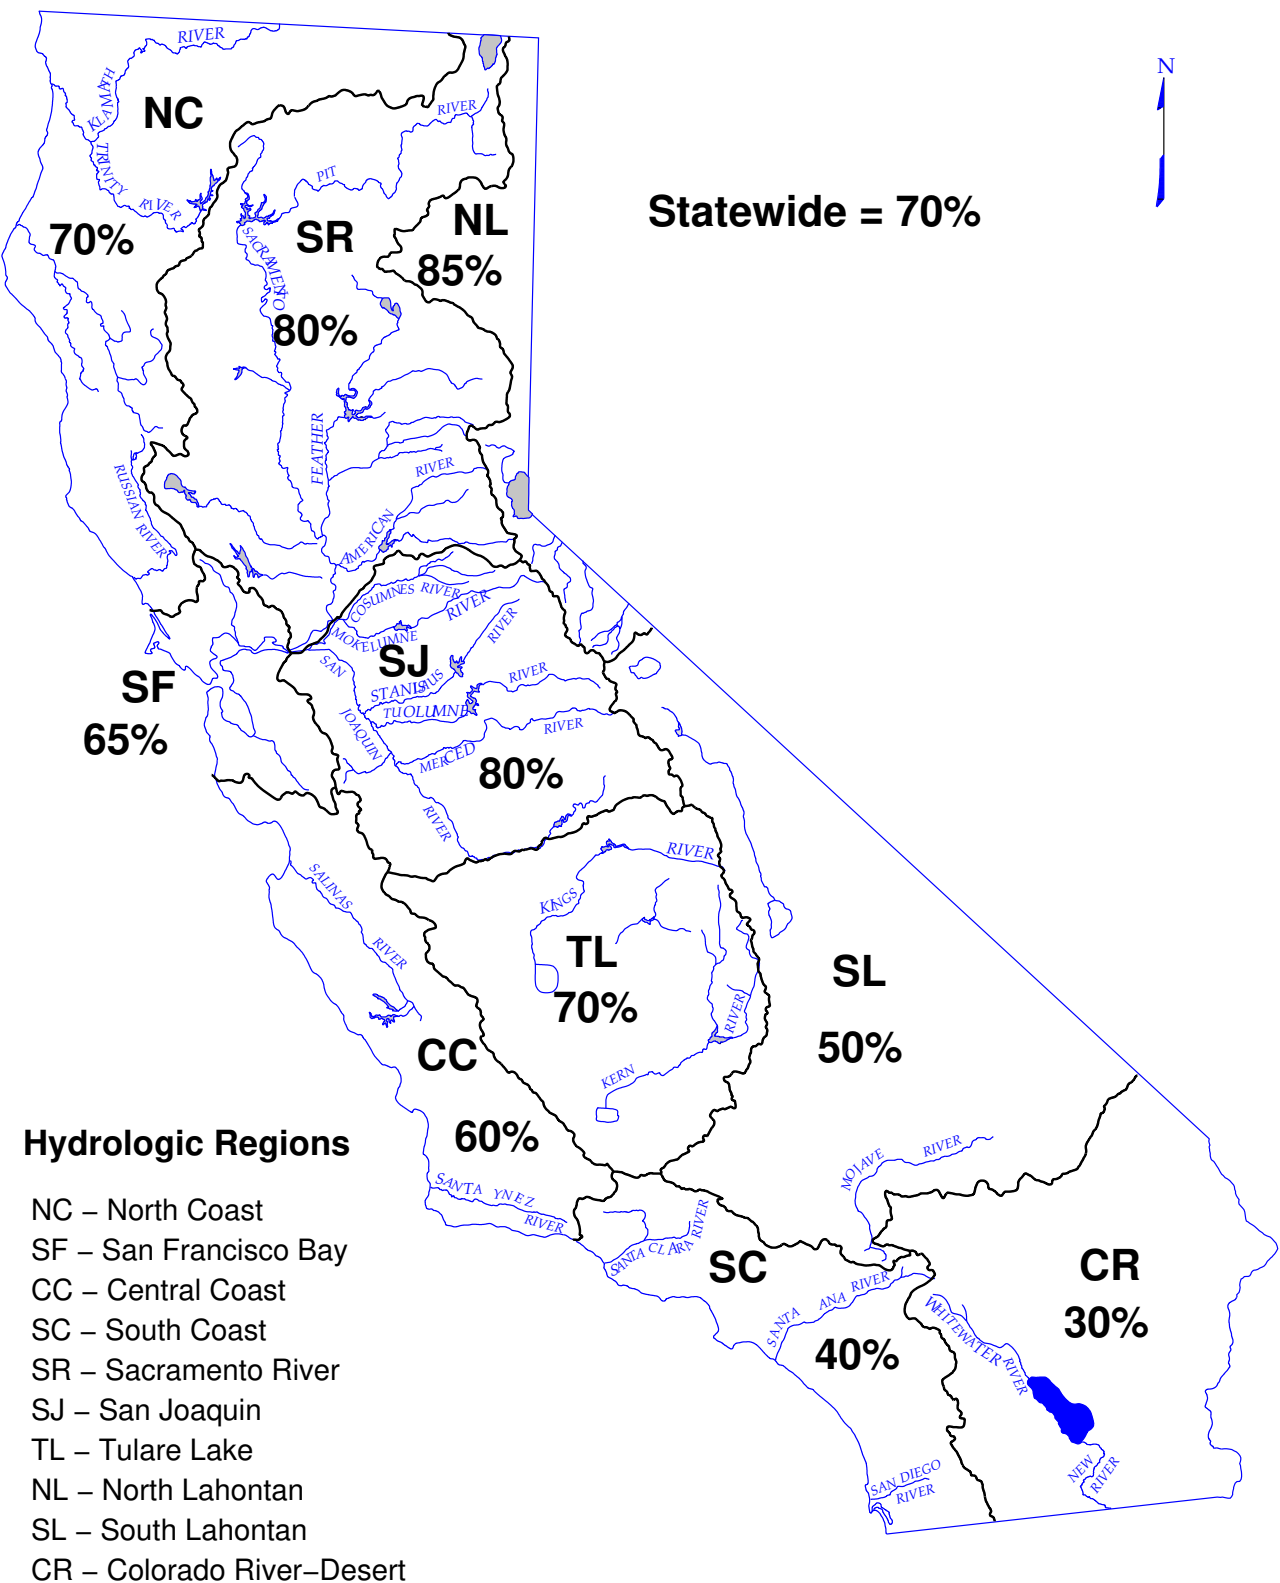 RIVER
KLAMATH
NC
RIVER
TRINITY
RIVER
PIT
N
Statewide = 70%
NL
85%
70%
SR
SACRAMENTO
80%
FEATHER
RIVER
AMERICAN
RUSSIAN RIVER
COSUMNES RIVER
RIVER
MOKELUMNE
RIVER
SAN
SJ
STANISLAUS
RIVER
TUOLUMNE
JOAQUIN
RIVER
MERCED
80%
RIVER
SF
65%
RIVER
KINGS
SALINAS
RIVER
TL
70%
RIVER
KERN
SL
50%
CC
60%
MOJAVE
RIVER
SANTA YNEZ
RIVER
SANTA CLARA RIVER
SC
SANTA ANA RIVER
40%
CR
30%
WHITEWATER RIVER
NEW
RIVER
SAN DIEGO
RIVER
Hydrologic Regions
NC – North Coast
SF – San Francisco Bay
CC – Central Coast
SC – South Coast
SR – Sacramento River
SJ – San Joaquin
TL – Tulare Lake
NL – North Lahontan
SL – South Lahontan
CR – Colorado River–Desert